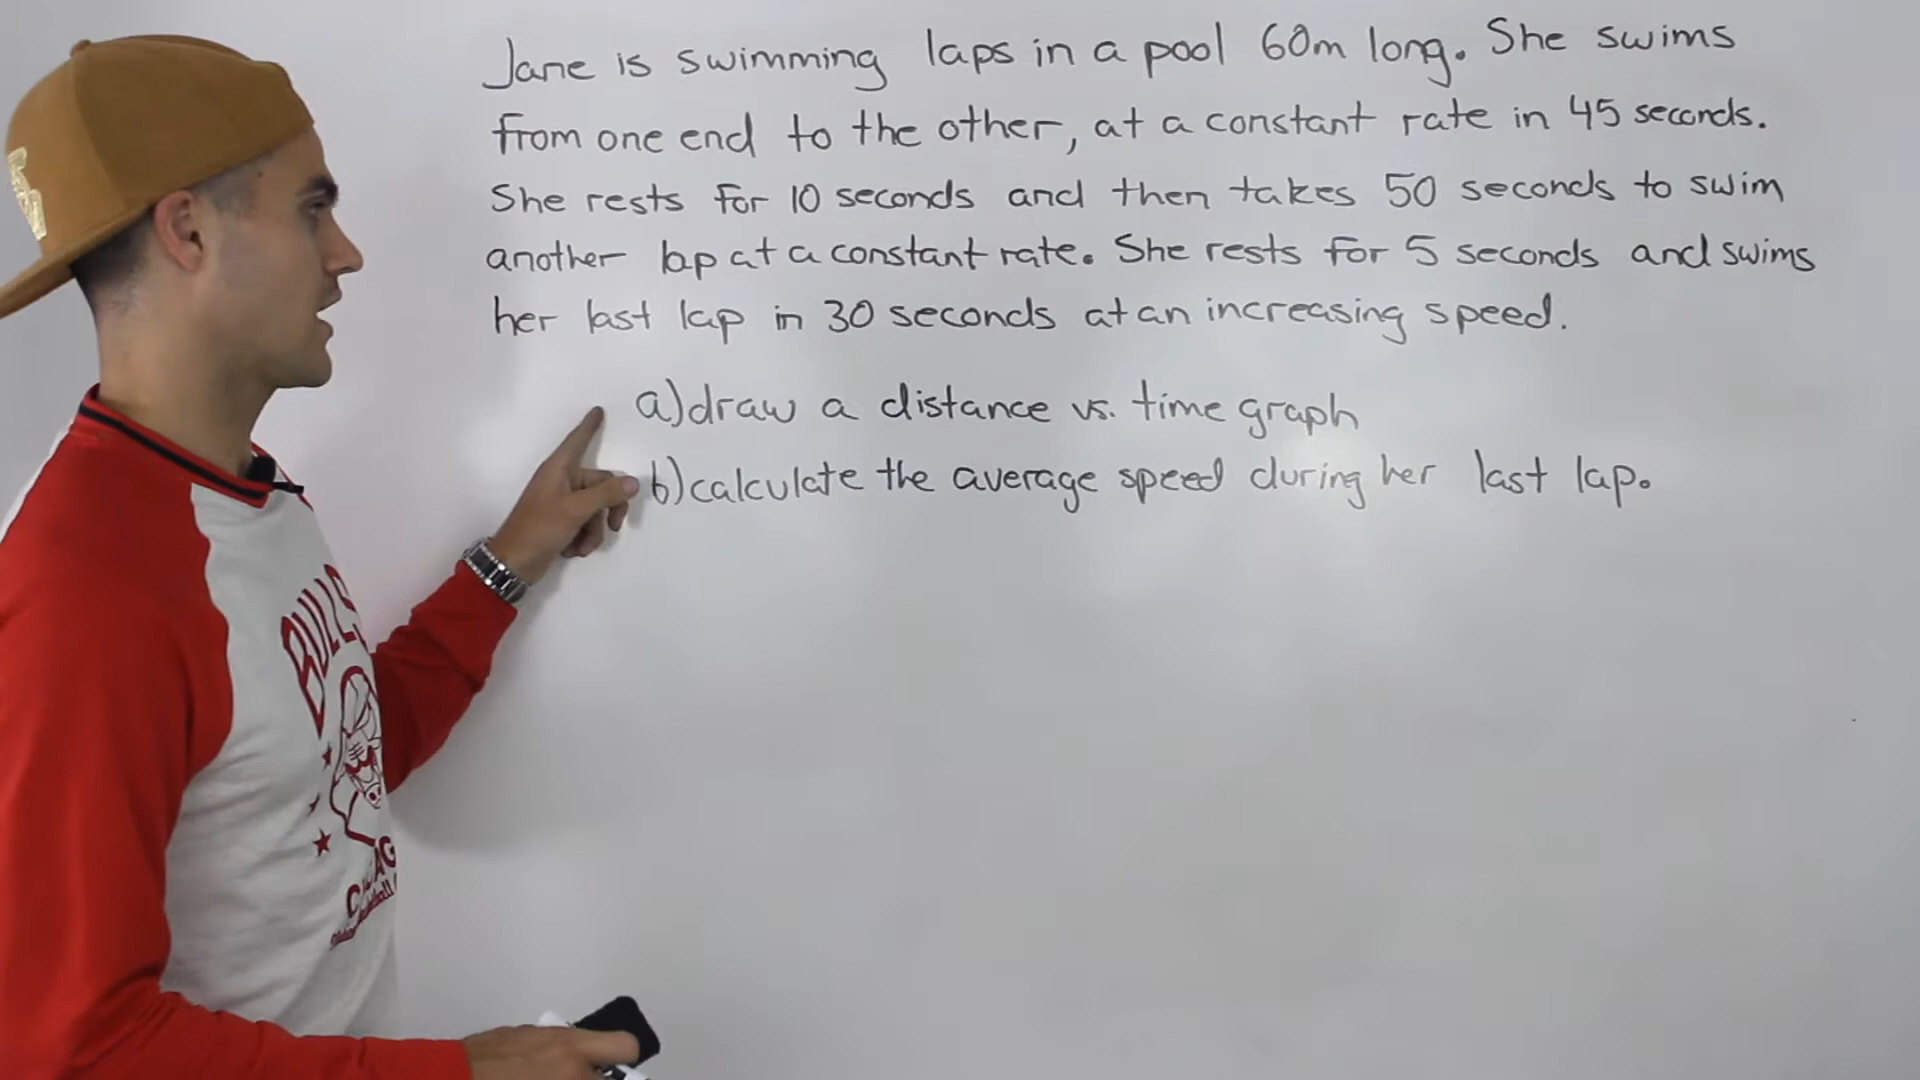 Jane is swimming laps in a pool 60m long. She swims
from one end to the other, at a constant rate in 45 seconds.
She rests for 10 seconds and then takes 50 seconds to swim
another lap at a constant rate. She rests for 5 seconds and swims
her last lap in 30 seconds at an increasing speed.
a) draw a distance vs. time graph
b) calculate the average speed during her last lap.
BULLS